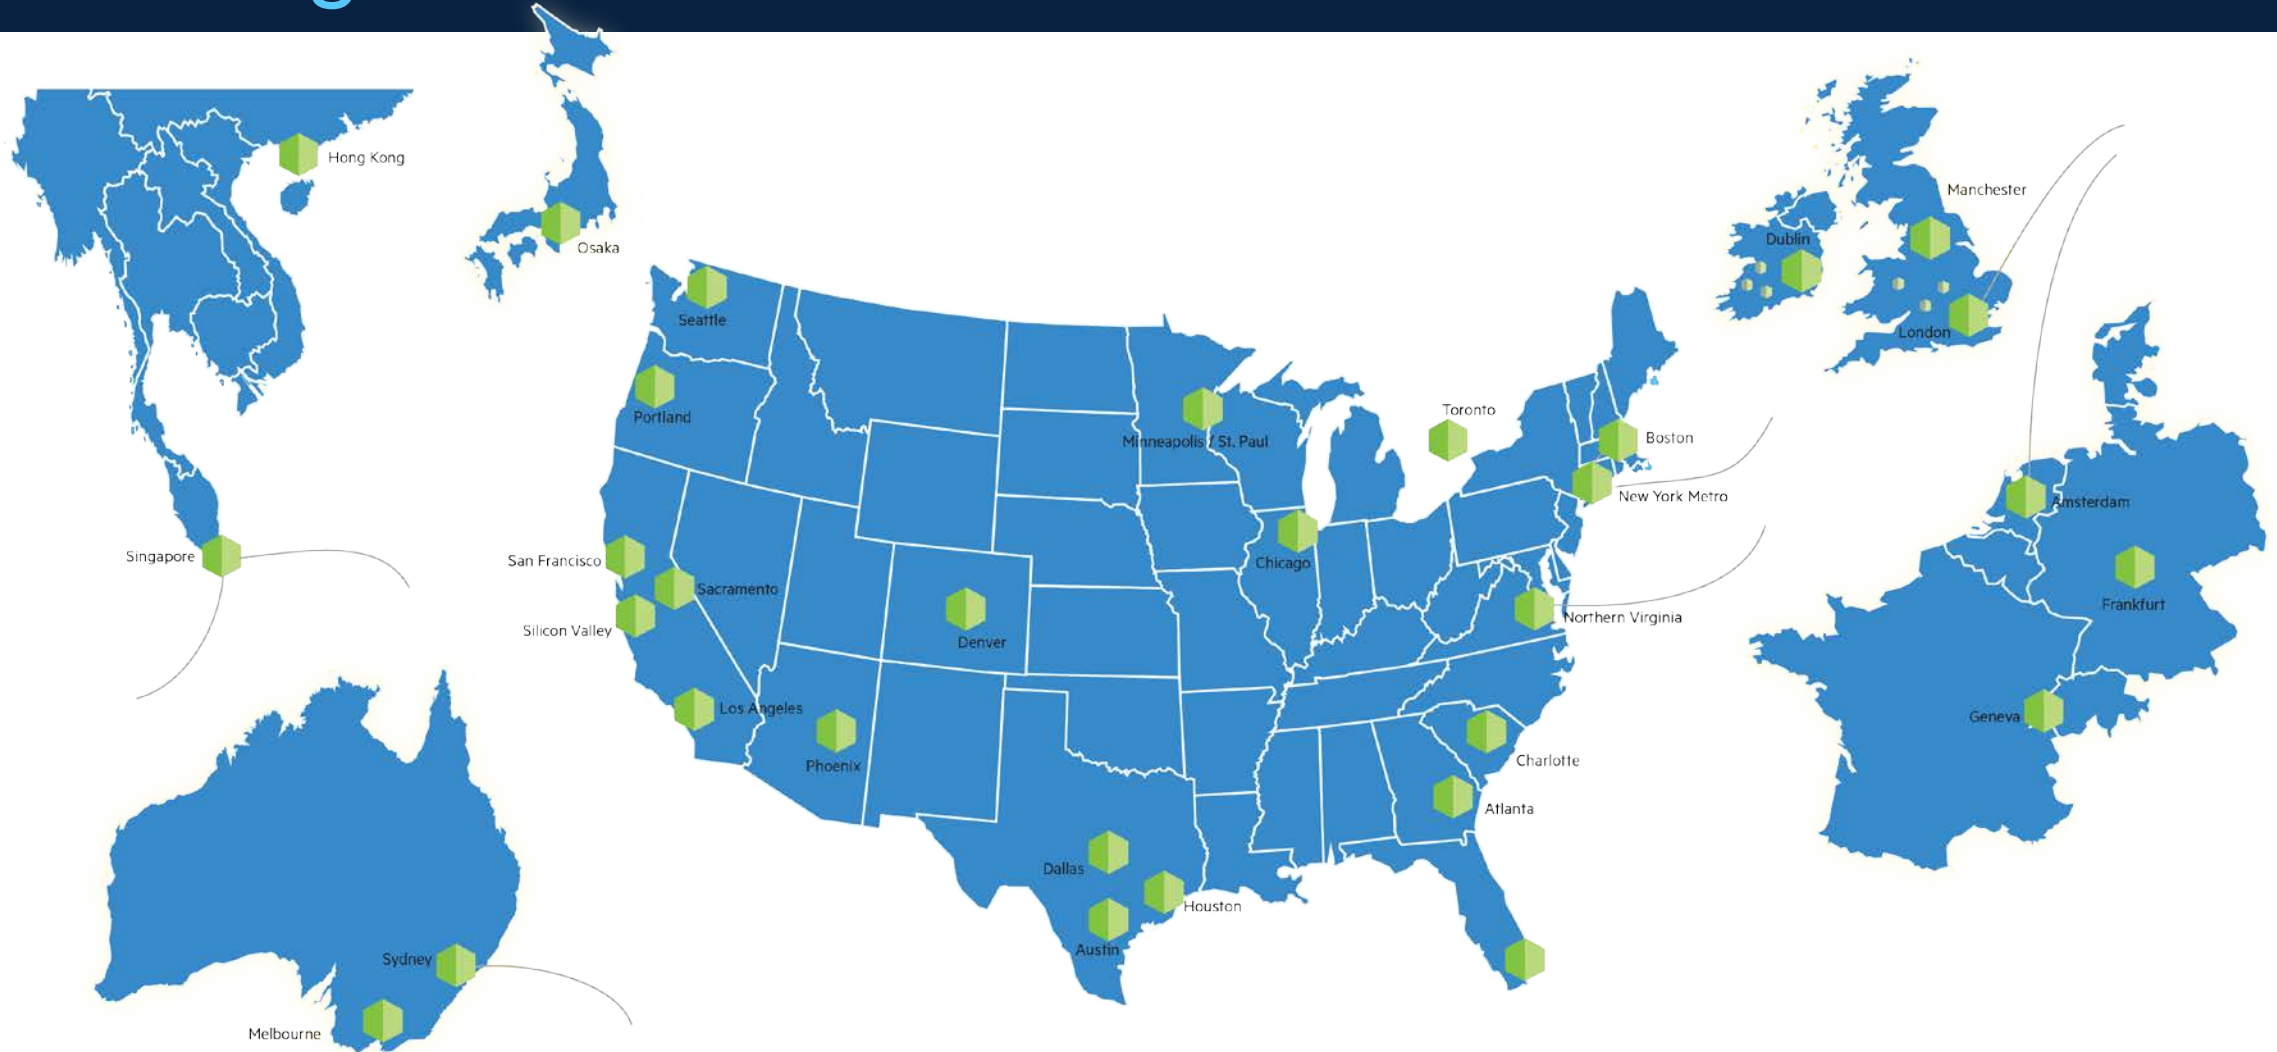 Hong Kong
Osaka
Singapore
Sydney
Melbourne
Seattle
Portland
San Francisco
Sacramento
Silicon Valley
Los Angeles
Phoenix
Denver
Minneapolis / St. Paul
Chicago
Dallas
Houston
Austin
Toronto
Boston
New York Metro
Northern Virginia
Charlotte
Atlanta
Manchester
Dublin
London
Amsterdam
Frankfurt
Geneva